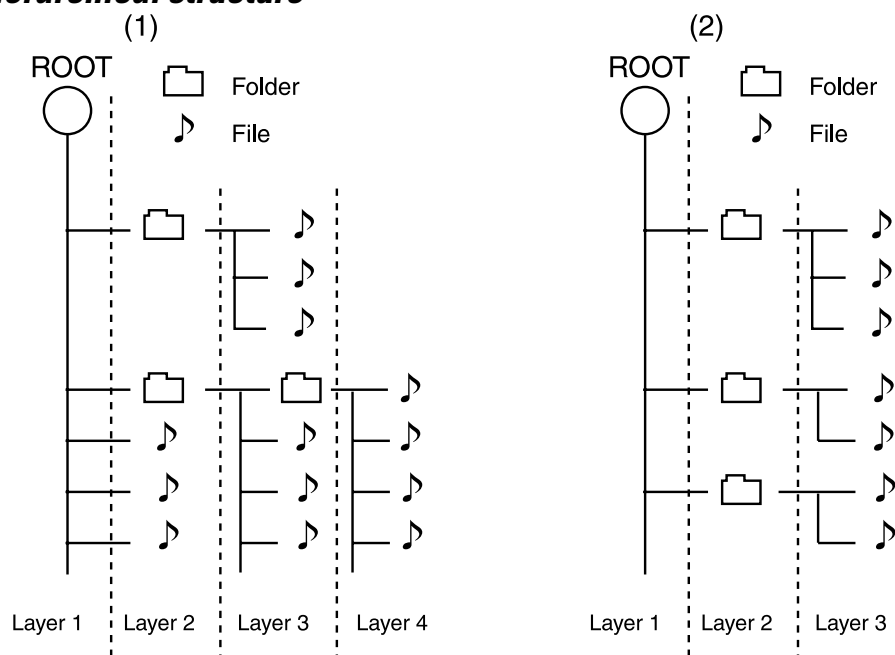 structure
(1)
ROOT
Folder
File
Layer 1 Layer 2 Layer 3 Layer 4
(2)
ROOT
Folder
File
Layer 1 Layer 2 Layer 3